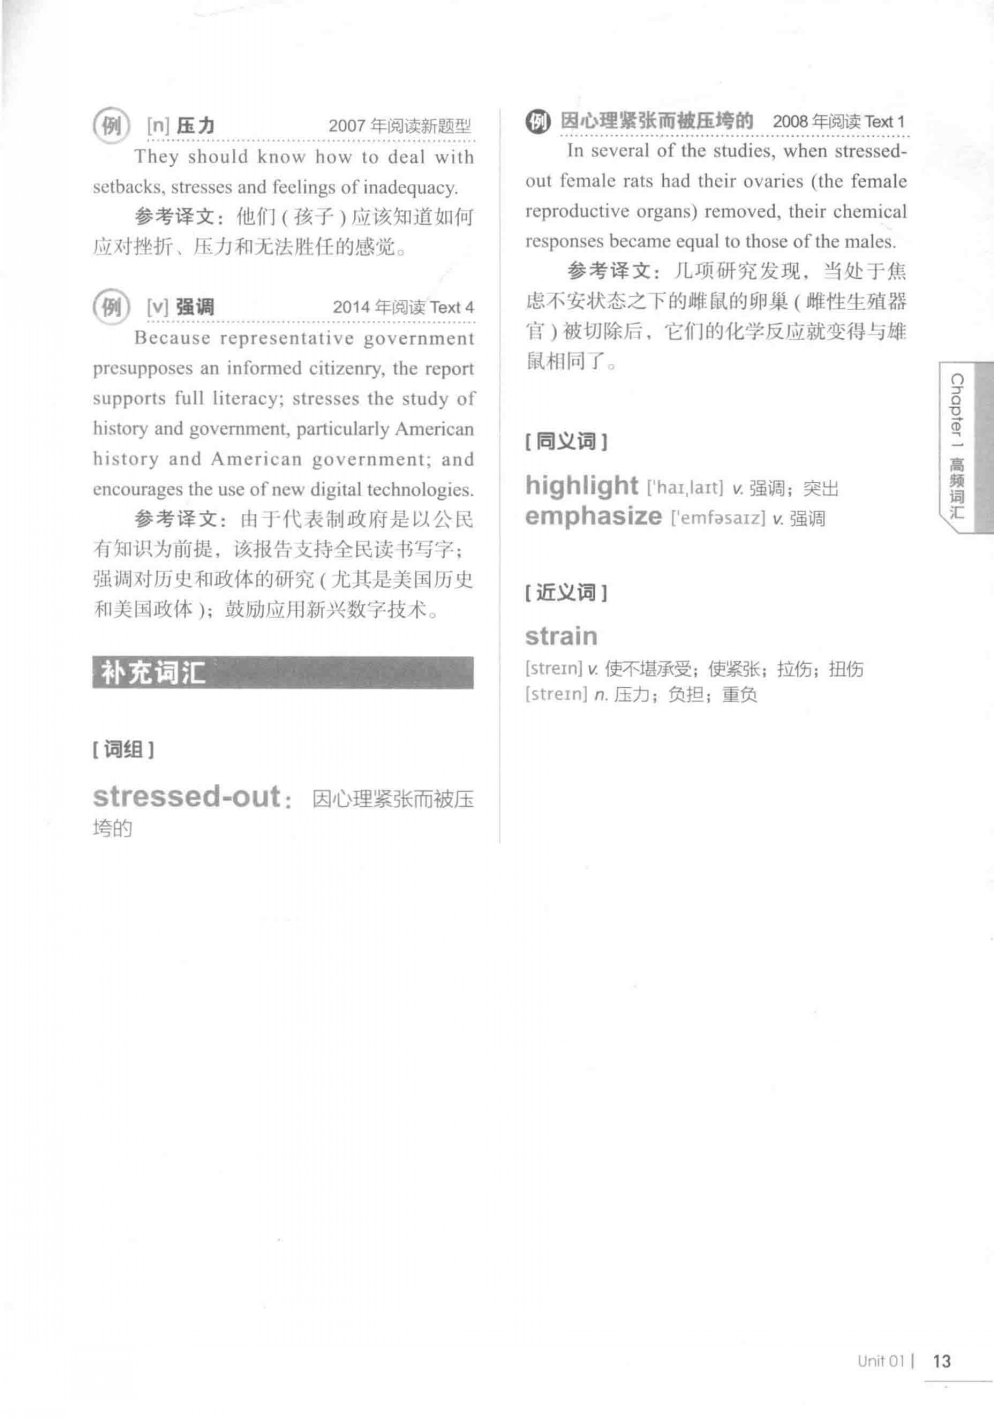 例 [n] 压力 2007 年阅读新题型
They should know how to deal with
setbacks, stresses and feelings of inadequacy.
参考译文：他们 ( 孩子 ) 应该知道如何
应对挫折、压力和无法胜任的感觉。
例 [v] 强调 2014 年阅读 Text 4
Because representative government
presupposes an informed citizenry, the report
supports full literacy; stresses the study of
history and government, particularly American
history and American government; and
encourages the use of new digital technologies.
参考译文：由于代表制政府是以公民
有知识为前提，该报告支持全民读书写字；
强调对历史和政体的研究 ( 尤其是美国历史
和美国政体 )；鼓励应用新兴数字技术。
补充词汇
[ 词组 ]
stressed-out： 因心理紧张而被压
垮的
例 因心理紧张而被压垮的 2008 年阅读 Text 1
In several of the studies, when stressed-
out female rats had their ovaries (the female
reproductive organs) removed, their chemical
responses became equal to those of the males.
参考译文：几项研究发现，当处于焦
虑不安状态之下的雌鼠的卵巢 ( 雌性生殖器
官 ) 被切除后，它们的化学反应就变得与雄
鼠相同了。
[ 同义词 ]
highlight [ˈhaɪˌlaɪt] v. 强调；突出
emphasize [ˈemfəsaɪz] v. 强调
[ 近义词 ]
strain
[streɪn] v. 使不堪承受；使紧张；拉伤；扭伤
[streɪn] n. 压力；负担；重负
Chapter 1 高频词汇
Unit 01 | 13